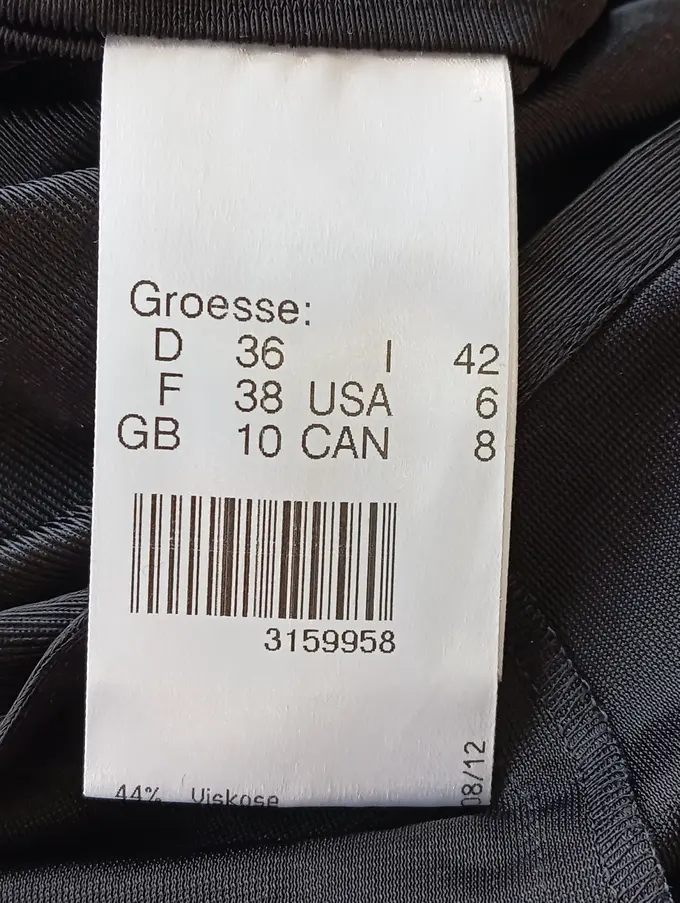 Groesse:
D 36 I 42
F 38 USA 6
GB 10 CAN 8
3159958
08/12
44% Viskose